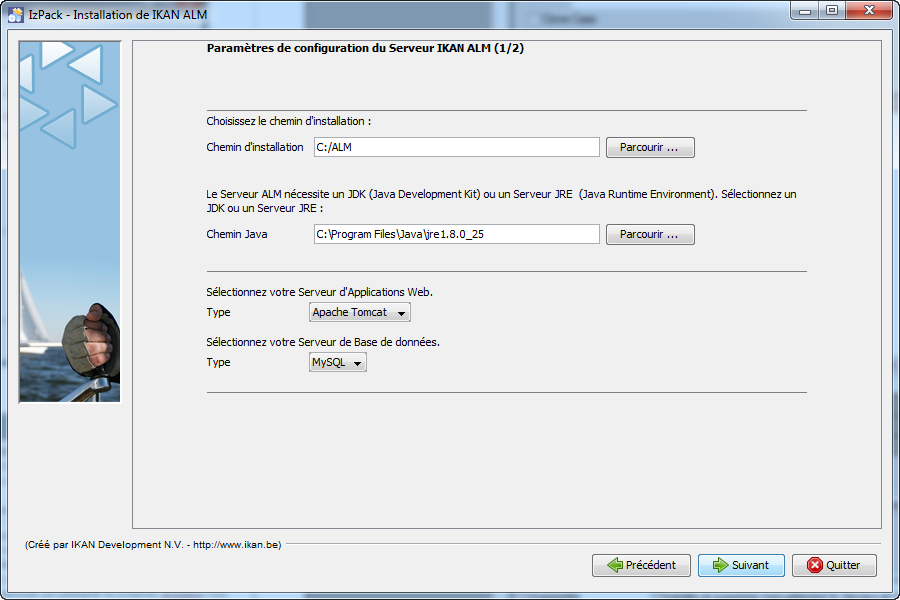 IzPack - Installation de IKAN ALM
Paramètres de configuration du Serveur IKAN ALM (1/2)
Choisissez le chemin d'installation :
Chemin d'installation C:/ALM Parcourir ...
Le Serveur ALM nécessite un JDK (Java Development Kit) ou un Serveur JRE (Java Runtime Environment). Sélectionnez un
JDK ou un Serveur JRE :
Chemin Java C:\Program Files\Java\jre1.8.0_25 Parcourir ...
Sélectionnez votre Serveur d'Applications Web.
Type Apache Tomcat
Sélectionnez votre Serveur de Base de données.
Type MySQL
(Créé par IKAN Development N.V. - http://www.ikan.be)
Précédent Suivant Quitter